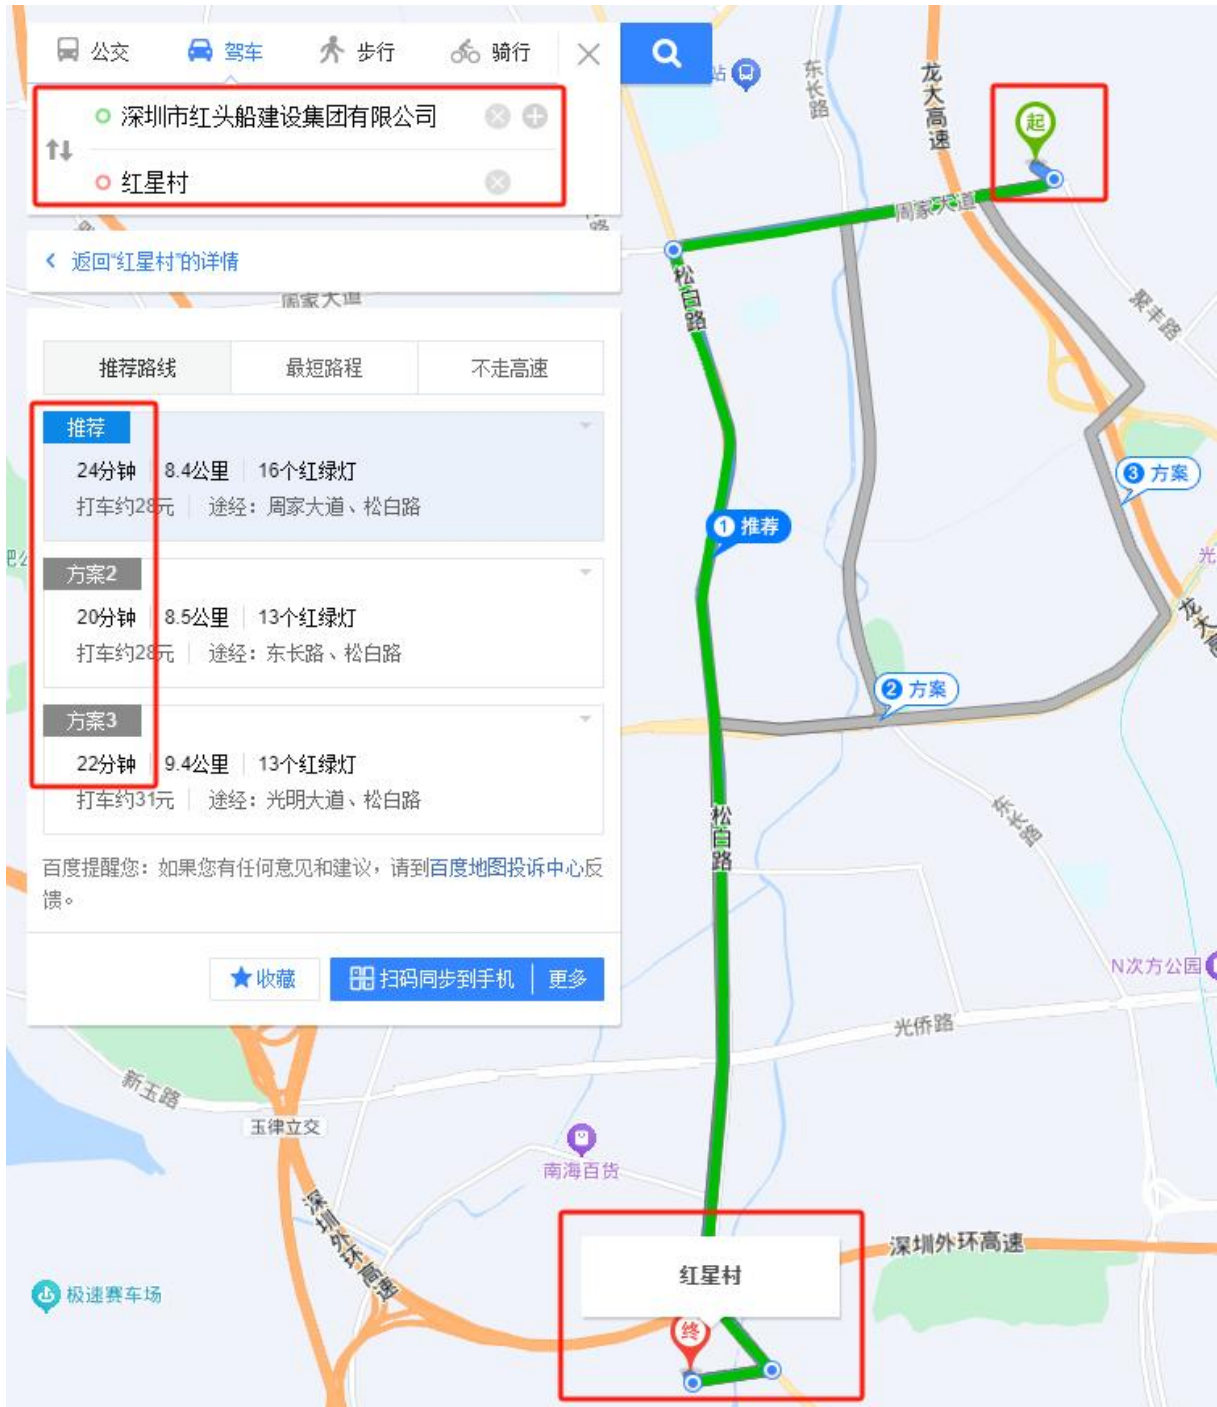 公交
驾车
步行
骑行
深圳市红头船建设集团有限公司
红星村
返回"红星村"的详情
周家大道
推荐路线
最短路程
不走高速
推荐
24分钟 8.4公里 16个红绿灯
打车约28元 途经：周家大道、松白路
方案2
20分钟 8.5公里 13个红绿灯
打车约28元 途经：东长路、松白路
方案3
22分钟 9.4公里 13个红绿灯
打车约31元 途经：光明大道、松白路
百度提醒您：如果您有任何意见和建议，请到百度地图投诉中心反
馈。
收藏
扫码同步到手机
更多
站
东长路
龙大高速
起
周家大道
路
松白路
聚丰路
3 方案
1 推荐
光
龙大高
2 方案
东长路
松白路
N次方公园
光侨路
新玉路
玉律立交
南海百货
深圳外环高速
深圳外环高速
红星村
极速赛车场
终